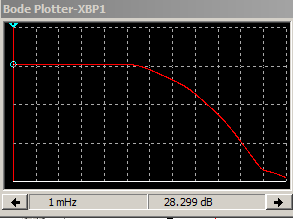 Bode Plotter-XBP1
1 mHz
28.299 dB